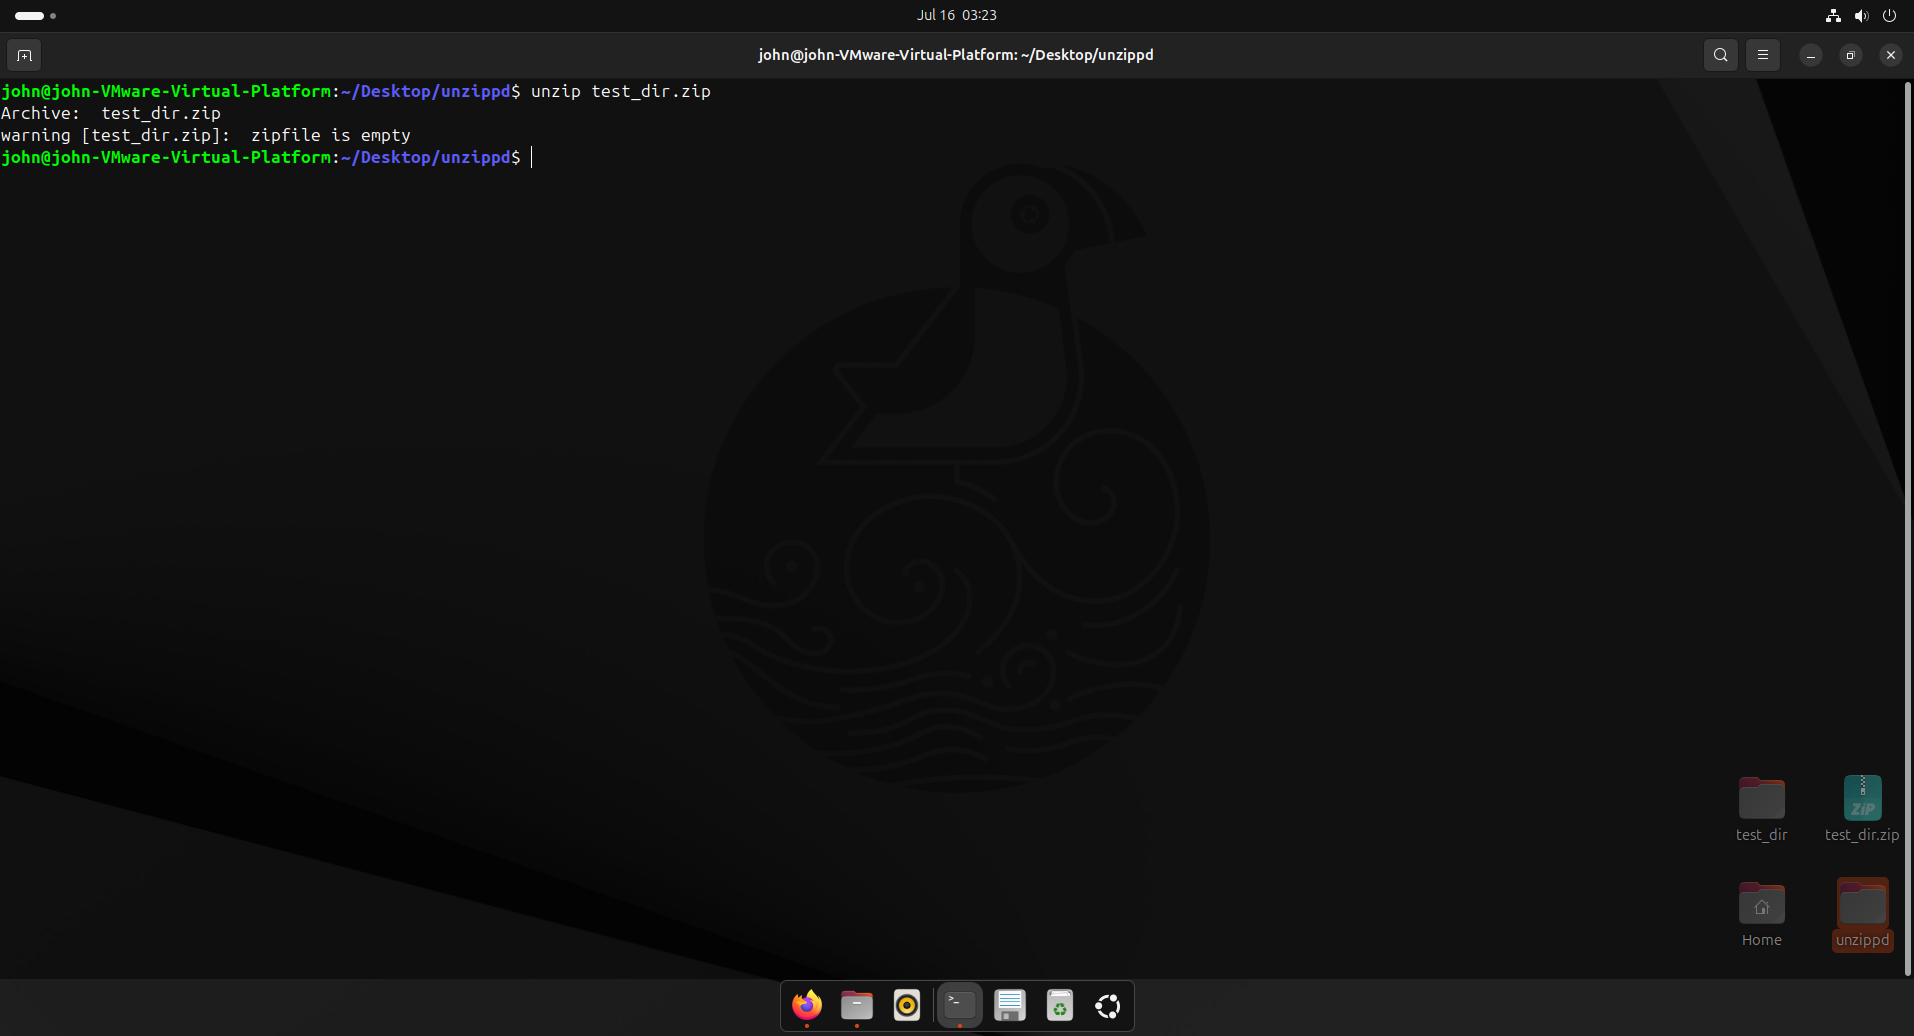 Jul 16 03:23
john@john-VMware-Virtual-Platform: ~/Desktop/unzippd
john@john-VMware-Virtual-Platform:~/Desktop/unzippd$ unzip test_dir.zip
Archive:  test_dir.zip
warning [test_dir.zip]:  zipfile is empty
john@john-VMware-Virtual-Platform:~/Desktop/unzippd$
ZiP
test_dir
test_dir.zip
Home
unzippd